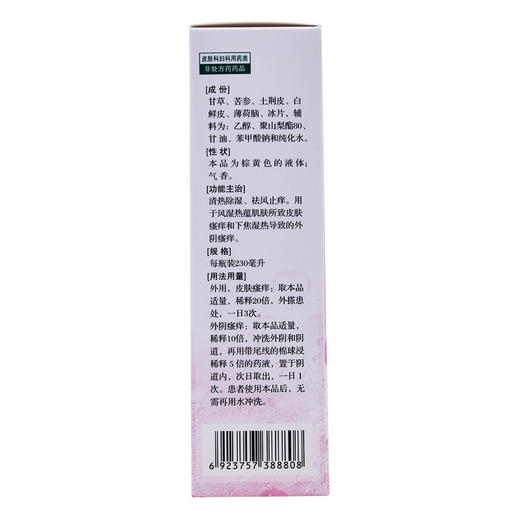 皮肤科妇科用药类
非处方药药品
[成 份]
甘草、苦参、土荆皮、白
鲜皮、薄荷脑、冰片，辅
料为：乙醇、聚山梨酯80、
甘油、苯甲酸钠和纯化水。
[性 状]
本品为棕黄色的液体；
气香。
[功能主治]
清热除湿、祛风止痒。用
于风湿热蕴肌肤所致皮肤
瘙痒和下焦湿热导致的外
阴瘙痒。
[规 格]
每瓶装230毫升
[用法用量]
外用，皮肤瘙痒：取本品
适量，稀释20倍，外搽患
处，一日3次。
外阴瘙痒：取本品适量，
稀释10倍，冲洗外阴和阴
道，再用带尾线的棉球浸
稀释5倍的药液，置于阴
道内，次日取出，一日1
次。患者使用本品后，无
需再用水冲洗。
6 923757 388808